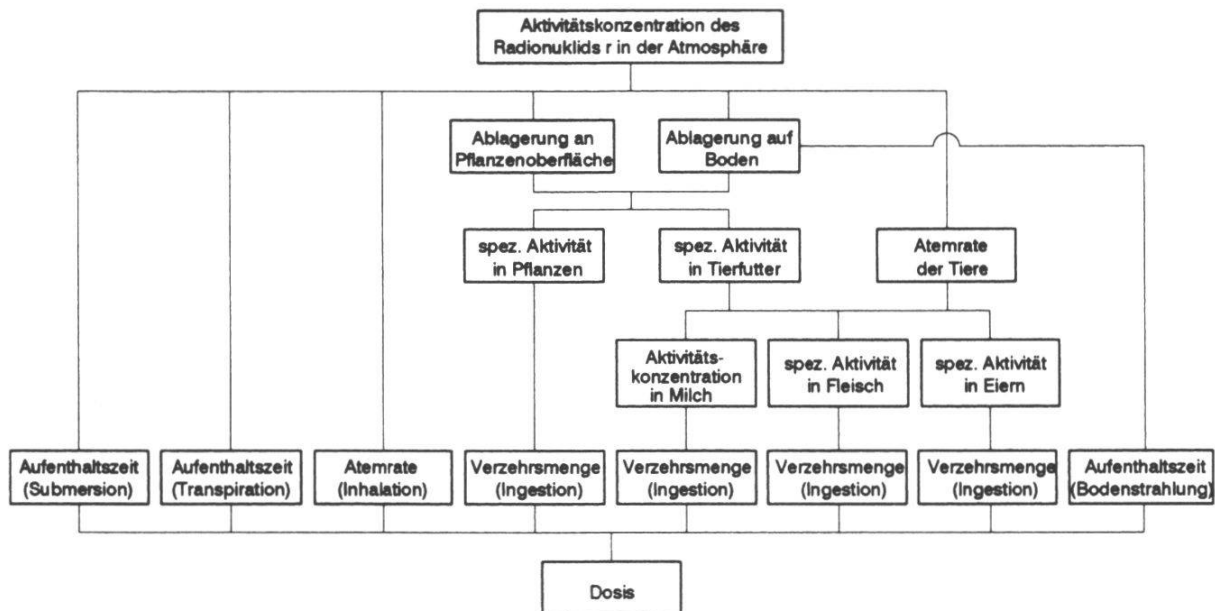 Aktivitätskonzentration des
Radionuklids r in der Atmosphäre
Ablagerung an
Pflanzenoberfläche
Ablagerung auf
Boden
spez. Aktivität
in Pflanzen
spez. Aktivität
in Tierfutter
Atemrate
der Tiere
Aktivitäts-
konzentration
in Milch
spez. Aktivität
in Fleisch
spez. Aktivität
in Eiern
Aufenthaltszeit
(Submersion)
Aufenthaltszeit
(Transpiration)
Atemrate
(Inhalation)
Verzehrsmenge
(Ingestion)
Verzehrsmenge
(Ingestion)
Verzehrsmenge
(Ingestion)
Verzehrsmenge
(Ingestion)
Aufenthaltszeit
(Bodenstrahlung)
Dosis